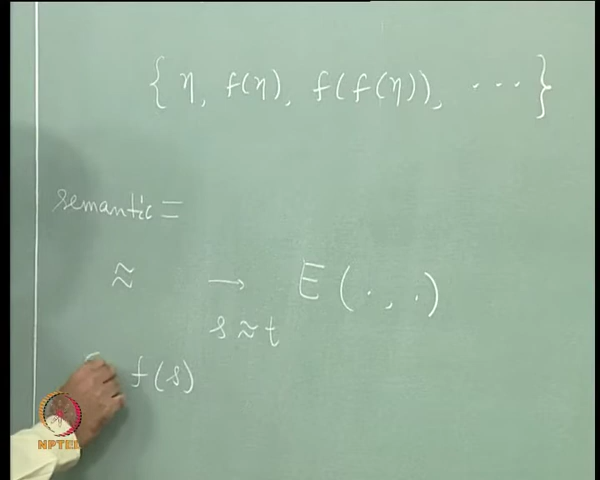 { η, f(η), f(f(η)), ... }
semantic =
≈ → E(·,·)
s ≈ t
f(s)
NPTEL